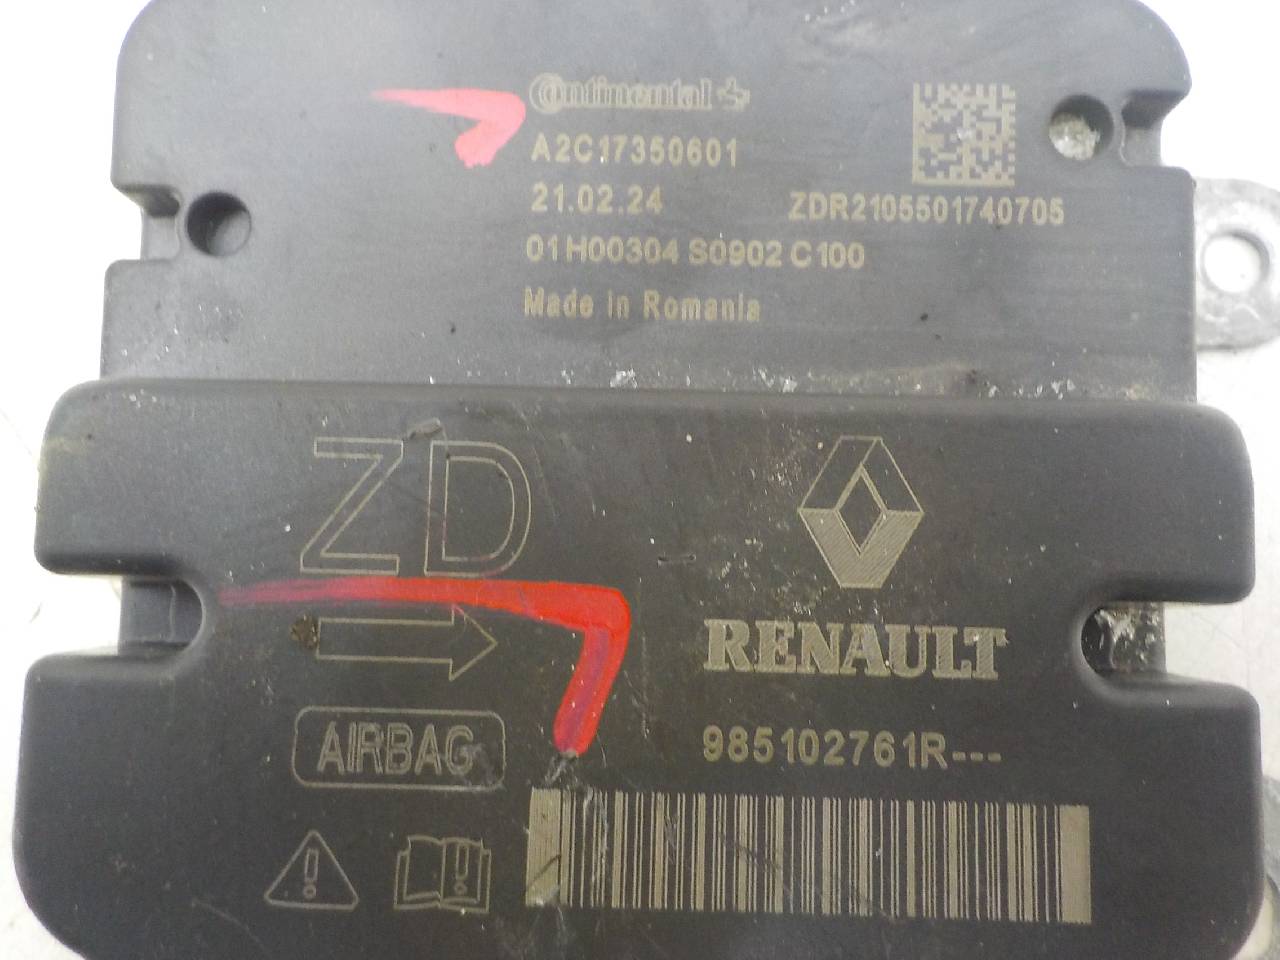 Continental
A2C17350601
21.02.24 ZDR2105501740705
01H00304 S0902 C100
Made in Romania
ZD
RENAULT
AIRBAG
985102761R---